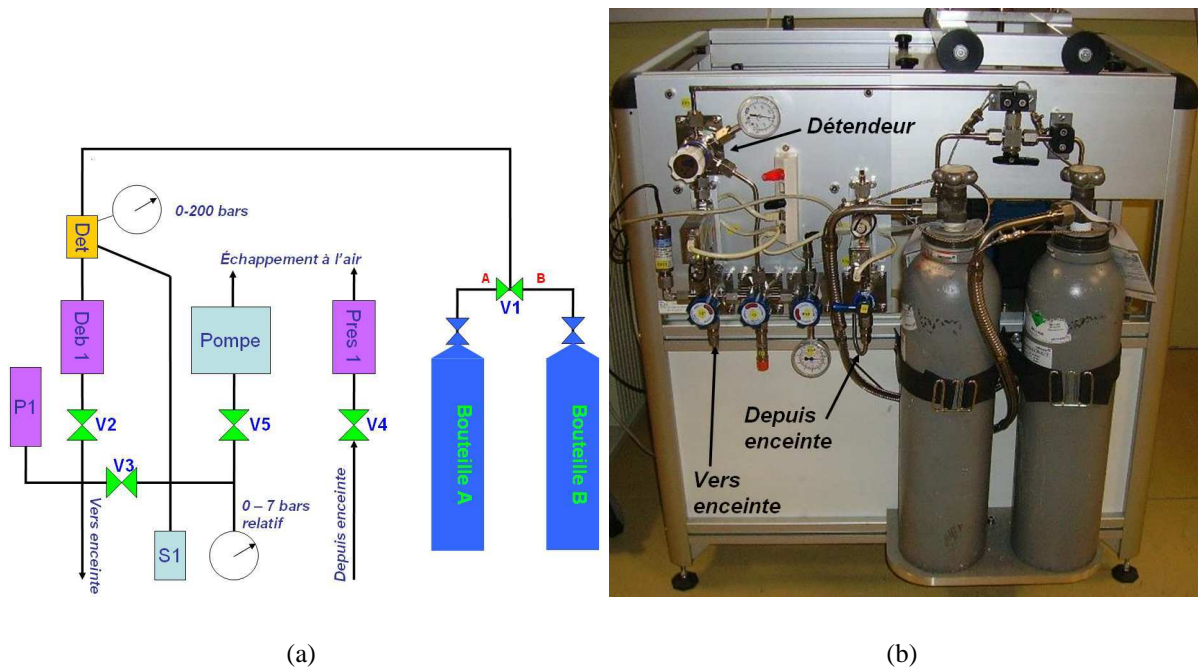 0-200 bars
Det
Échappement à l'air
A
B
V1
Deb 1
Pompe
Pres 1
P1
V2
V5
V4
V3
Bouteille A
Bouteille B
Vers enceinte
0 – 7 bars
relatif
Depuis enceinte
S1
Détendeur
Depuis
enceinte
Vers
enceinte
(a)
(b)